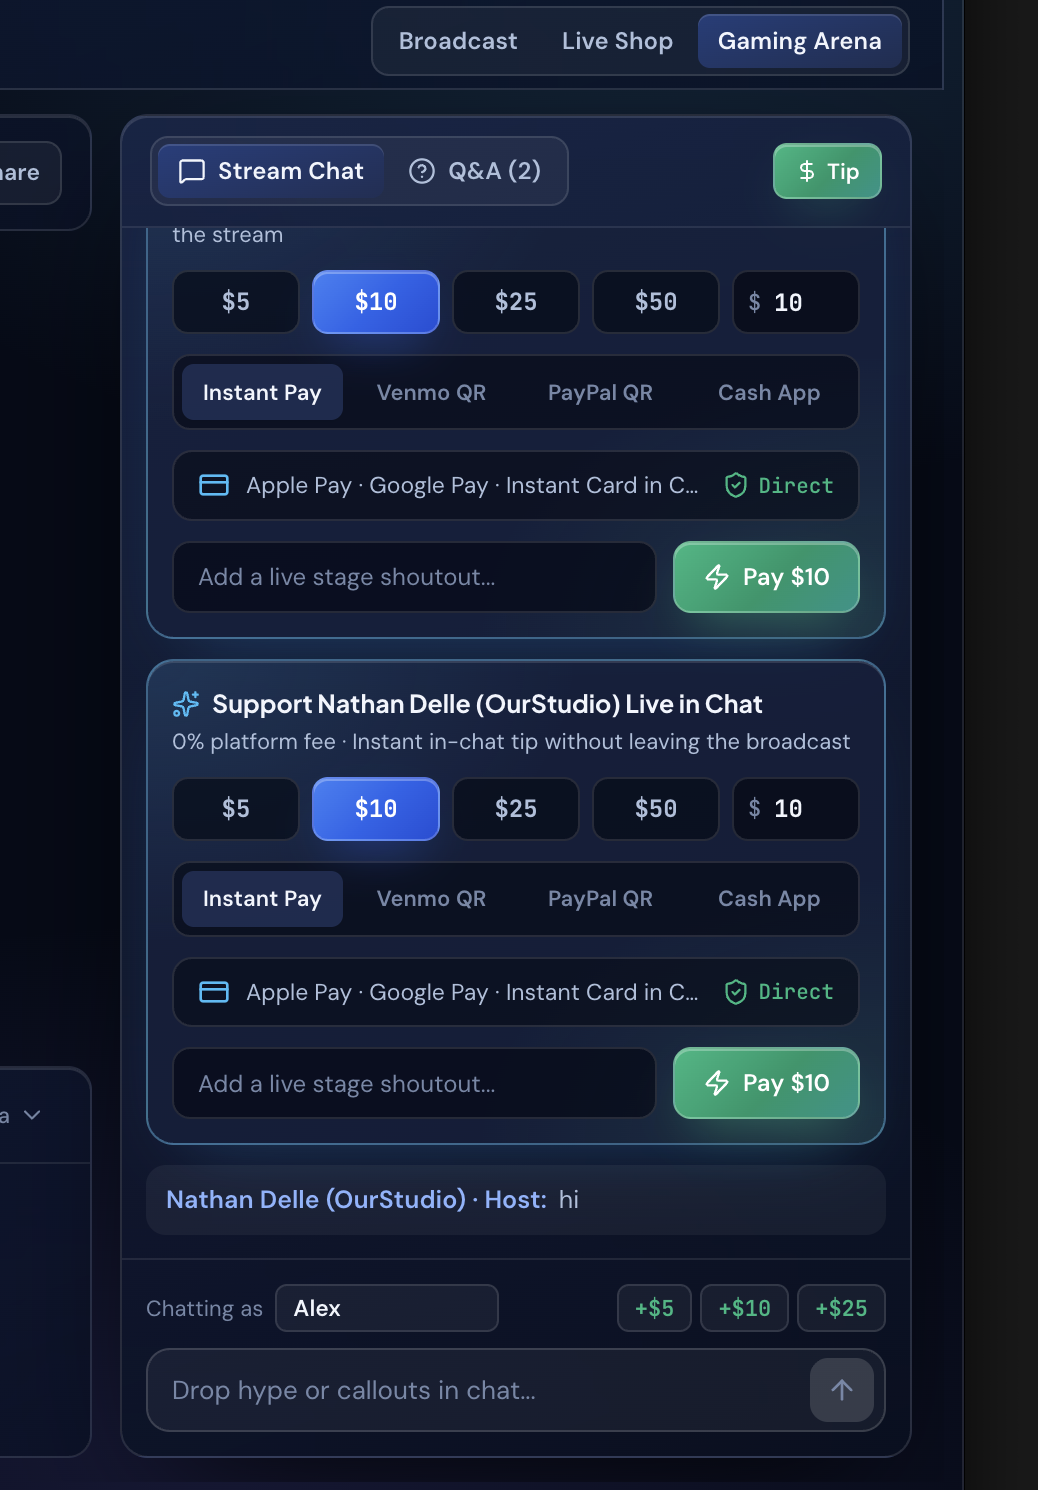 Broadcast Live Shop Gaming Arena
Stream Chat Q&A (2) $ Tip
the stream
$5 $10 $25 $50 $ 10
Instant Pay Venmo QR PayPal QR Cash App
Apple Pay · Google Pay · Instant Card in C... Direct
Add a live stage shoutout... Pay $10
Support Nathan Delle (OurStudio) Live in Chat
0% platform fee · Instant in-chat tip without leaving the broadcast
$5 $10 $25 $50 $ 10
Instant Pay Venmo QR PayPal QR Cash App
Apple Pay · Google Pay · Instant Card in C... Direct
Add a live stage shoutout... Pay $10
Nathan Delle (OurStudio) · Host: hi
Chatting as Alex +$5 +$10 +$25
Drop hype or callouts in chat...